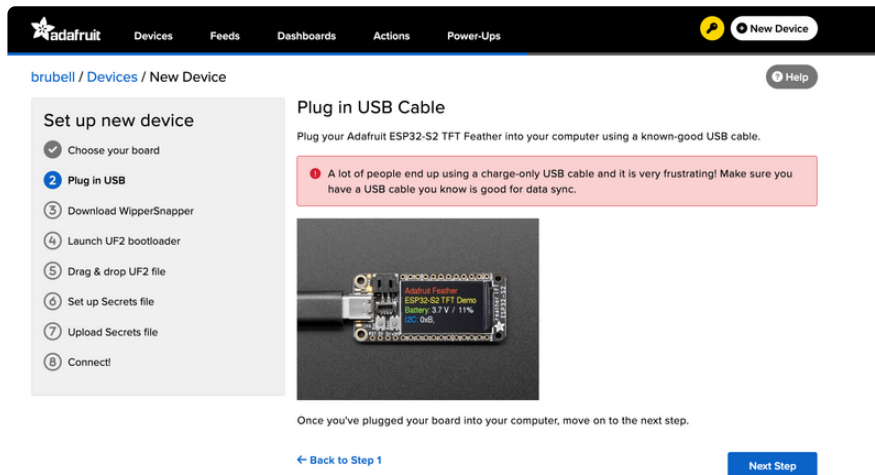 adafruit Devices Feeds Dashboards Actions Power-Ups New Device
brubell / Devices / New Device
Help
Set up new device
Choose your board
2 Plug in USB
3 Download WipperSnapper
4 Launch UF2 bootloader
5 Drag & drop UF2 file
6 Set up Secrets file
7 Upload Secrets file
8 Connect!
Plug in USB Cable
Plug your Adafruit ESP32-S2 TFT Feather into your computer using a known-good USB cable.
A lot of people end up using a charge-only USB cable and it is very frustrating! Make sure you
have a USB cable you know is good for data sync.
Adafruit Feather
ESP32-S2 TFT Demo
Battery: 3.7 V / 11%
I2C: 0xB,
Feather TFT
ESP32-S2
Once you've plugged your board into your computer, move on to the next step.
← Back to Step 1
Next Step